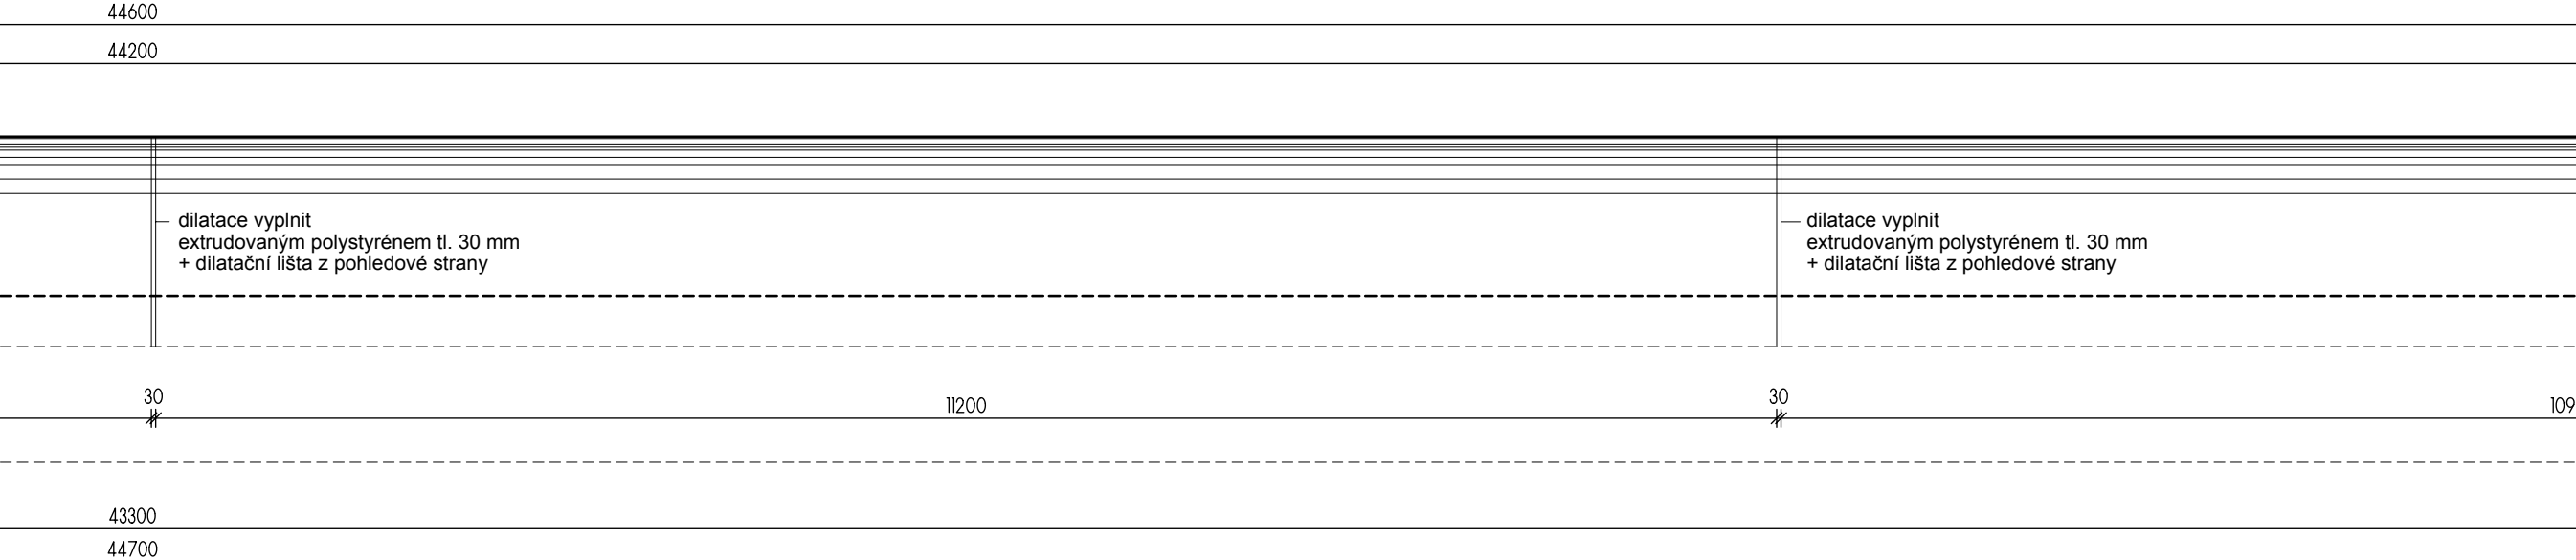 44600
44200
dilatace vyplnit
extrudovaným polystyrénem tl. 30 mm
+ dilatační lišta z pohledové strany
dilatace vyplnit
extrudovaným polystyrénem tl. 30 mm
+ dilatační lišta z pohledové strany
30
11200
30
109
43300
44700